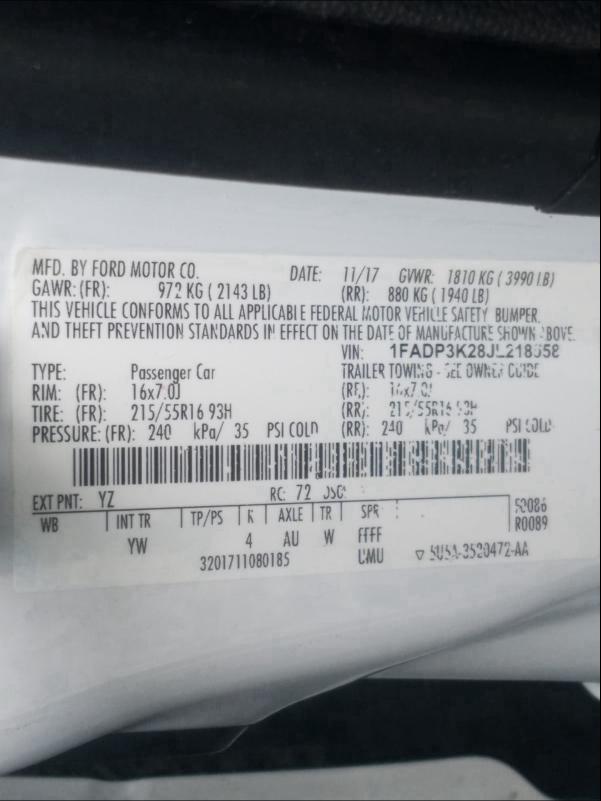 MFD. BY FORD MOTOR CO. DATE: 11/17 GVWR: 1810 KG ( 3990 LB)
GAWR: (FR): 972 KG ( 2143 LB) (RR): 880 KG ( 1940 LB)
THIS VEHICLE CONFORMS TO ALL APPLICABLE FEDERAL MOTOR VEHICLE SAFETY BUMPER,
AND THEFT PREVENTION STANDARDS IN EFFECT ON THE DATE OF MANUFACTURE SHOWN ABOVE.
VIN:
TYPE: Passenger Car TRAILER TOWING - SEE OWNER GUIDE
RIM: (FR) 16x7.0J 16x7.0J
TIRE: (FR) 215/55R16 93H (RR): 215/55R16 93H
PRESSURE: (FR): 240 kPa/ 35 PSI COLD (RR): 240 kPa/ 35 PSI COLD
EXT PNT: YZ RC: 72 DSO:
WB INT TR TP/PS R AXLE TR SPR R0089
YW 4 AU W FFFF
3201711080185